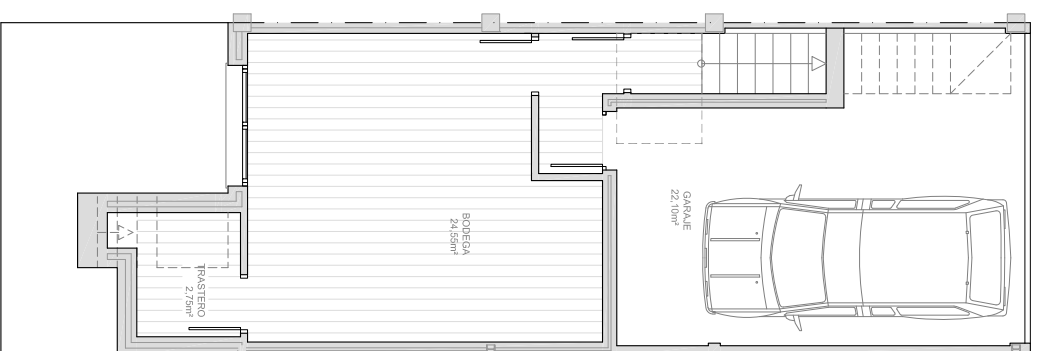 TRASTERO
2,75m²
BODEGA
24,55m²
GARAJE
22,10m²